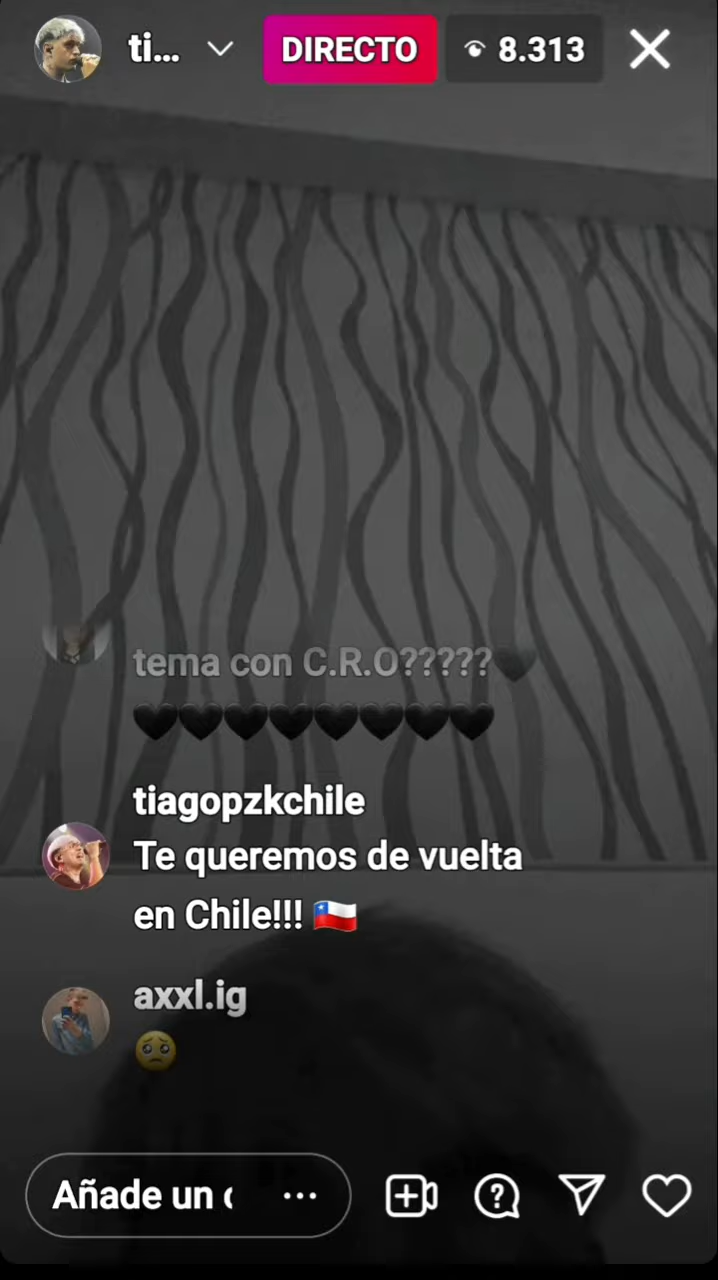 ti...
DIRECTO
8.313
tema con C.R.O?????🖤
🖤🖤🖤🖤🖤🖤🖤🖤
tiagopzkchile
Te queremos de vuelta
en Chile!!! 🇨🇱
axxl.ig
🥺
Añade un
...